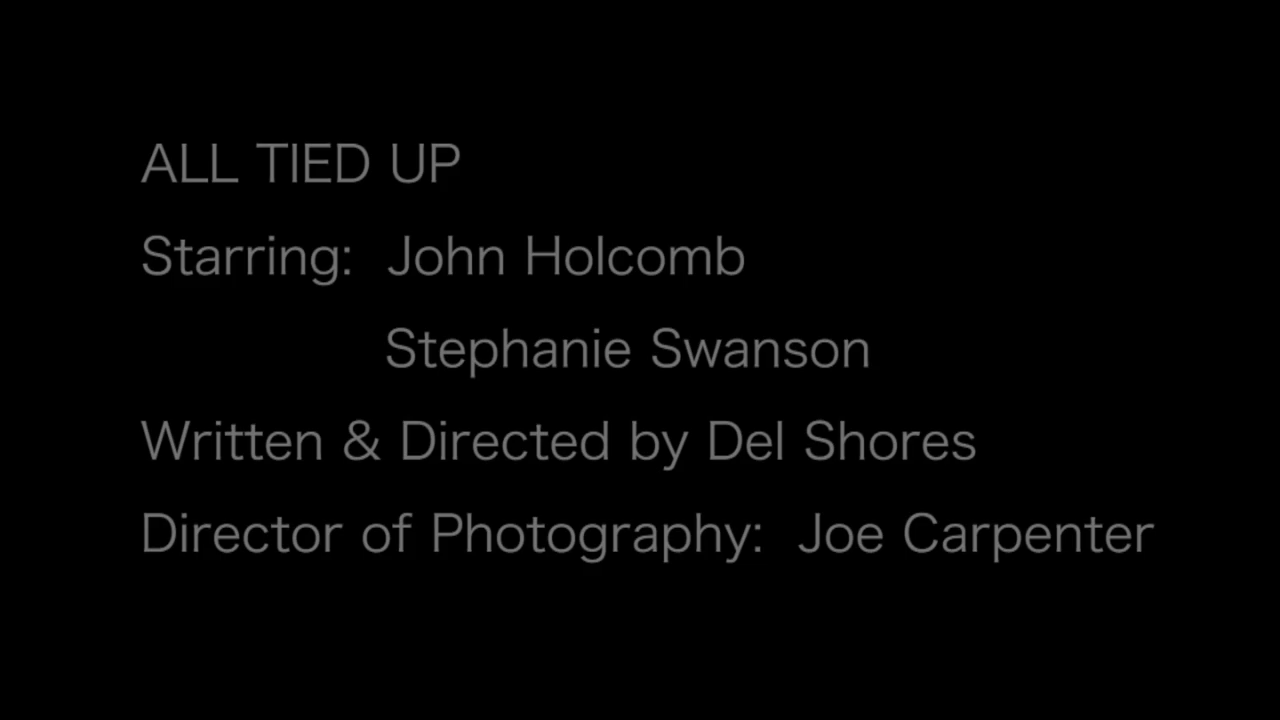 ALL TIED UP
Starring:  John Holcomb
Stephanie Swanson
Written & Directed by Del Shores
Director of Photography:  Joe Carpenter